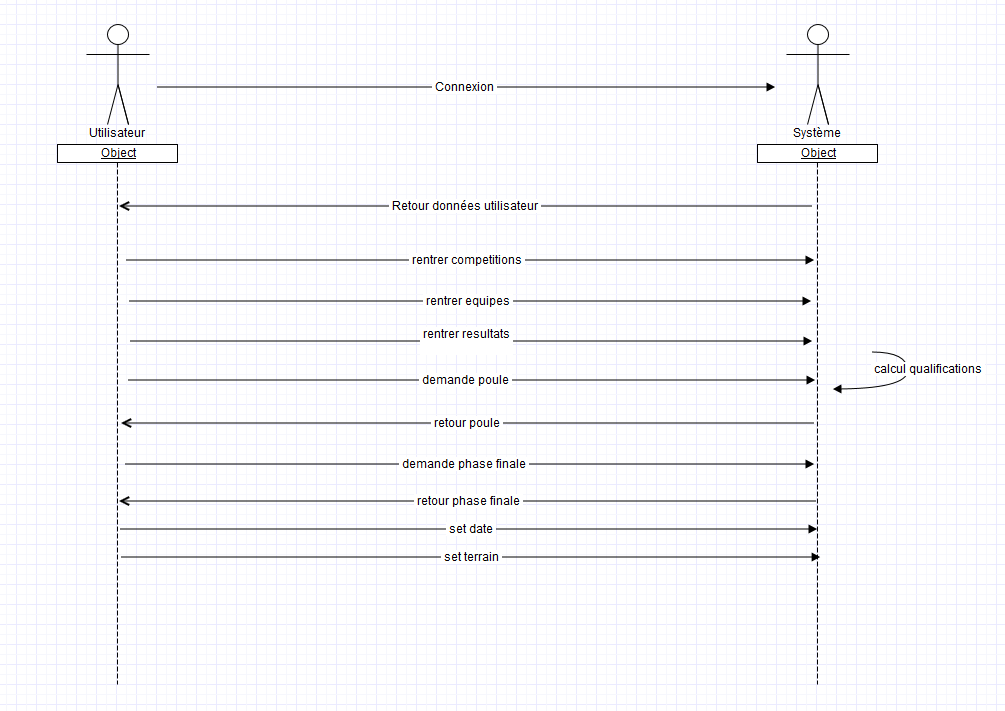 Connexion
Utilisateur
Système
Object
Object
Retour données utilisateur
rentrer competitions
rentrer equipes
rentrer resultats
calcul qualifications
demande poule
retour poule
demande phase finale
retour phase finale
set date
set terrain